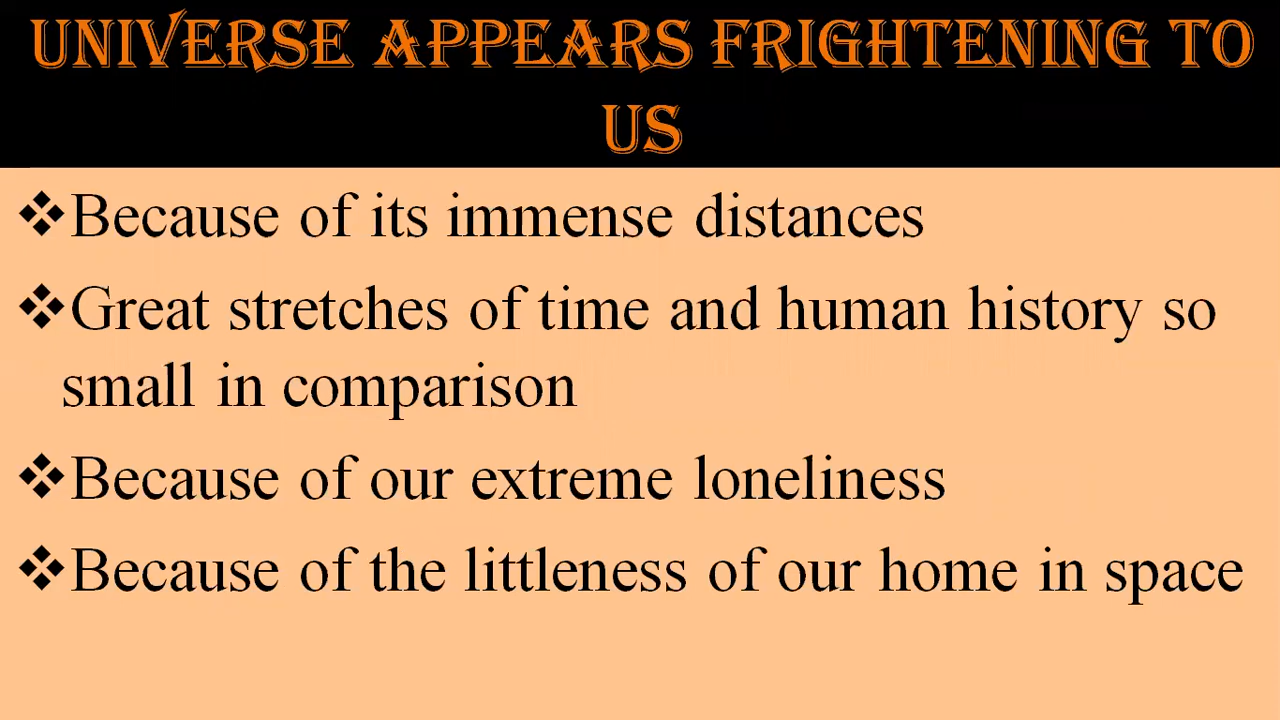 UNIVERSE APPEARS FRIGHTENING TO
US
❖Because of its immense distances
❖Great stretches of time and human history so
small in comparison
❖Because of our extreme loneliness
❖Because of the littleness of our home in space